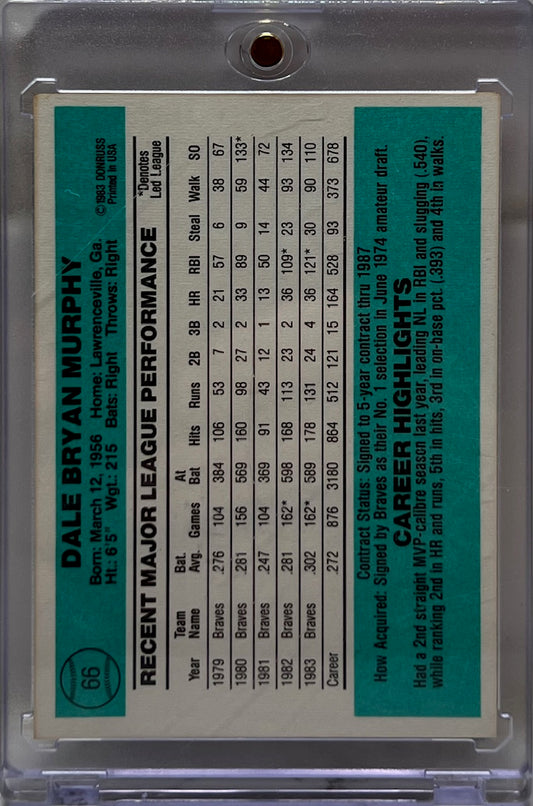 66
DALE BRYAN MURPHY
Born: March 12, 1956 Home: Lawrenceville, Ga.
Ht.: 6'5" Wgt.: 215 Bats: Right Throws: Right
© 1983 DONRUSS
Printed in USA
RECENT MAJOR LEAGUE PERFORMANCE
*Denotes
Led League
Year Team Name Bat. Avg. Games At Bat Hits Runs 2B 3B HR RBI Steal Walk SO
1979 Braves .276 104 384 106 53 7 2 21 57 6 38 67
1980 Braves .281 156 569 160 98 27 2 33 89 9 59 133*
1981 Braves .247 104 369 91 43 12 1 13 50 14 44 72
1982 Braves .281 162* 598 168 113 23 2 36 109* 23 93 134
1983 Braves .302 162* 589 178 131 24 4 36 121* 30 90 110
Career .272 876 3180 864 512 121 15 164 528 93 373 678
Contract Status: Signed to 5-year contract thru 1987
How Acquired: Signed by Braves as their No. 1 selection in June 1974 amateur draft.
CAREER HIGHLIGHTS
Had a 2nd straight MVP-calibre season last year, leading NL in RBI and slugging (.540),
while ranking 2nd in HR and runs, 5th in hits, 3rd in on-base pct. (.393) and 4th in walks.